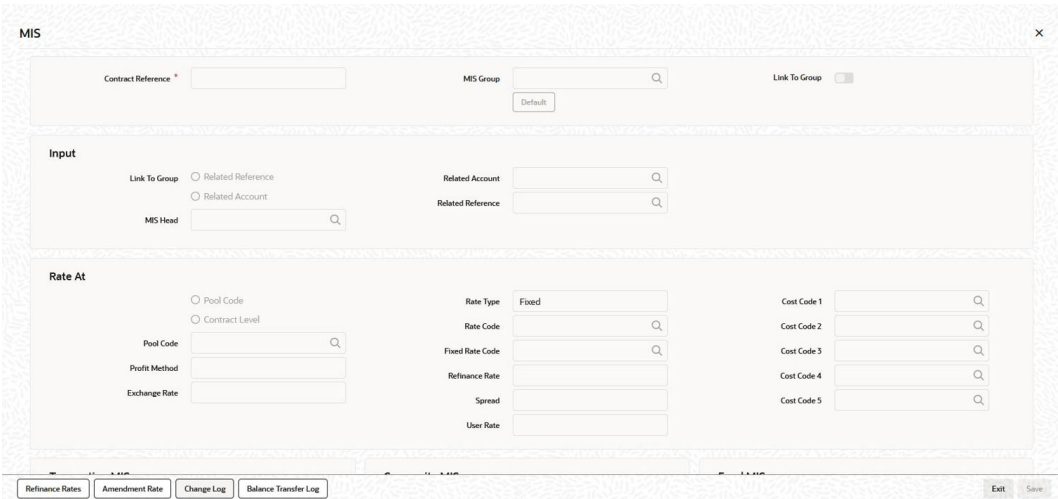 MIS
Contract Reference *
MIS Group
Default
Link To Group
Input
Link To Group
Related Reference
Related Account
MIS Head
Related Account
Related Reference
Rate At
Pool Code
Contract Level
Pool Code
Profit Method
Exchange Rate
Rate Type Fixed
Rate Code
Fixed Rate Code
Refinance Rate
Spread
User Rate
Cost Code 1
Cost Code 2
Cost Code 3
Cost Code 4
Cost Code 5
Refinance Rates Amendment Rate Change Log Balance Transfer Log Exit Save